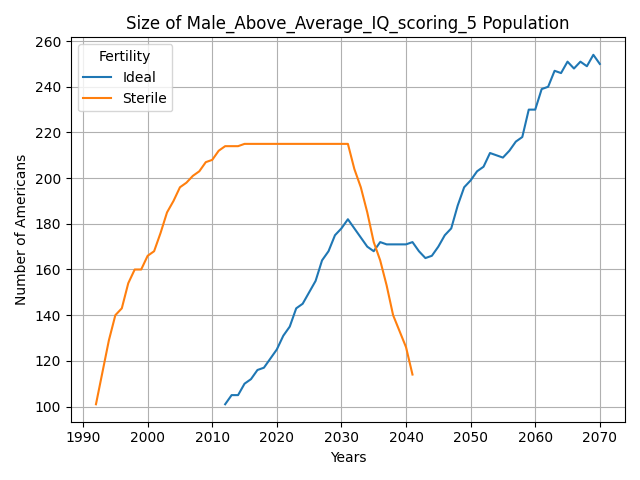 Size of Male_Above_Average_IQ_scoring_5 Population
Fertility
Ideal
Sterile
260
240
220
200
180
160
140
120
100
Number of Americans
1990 2000 2010 2020 2030 2040 2050 2060 2070
Years